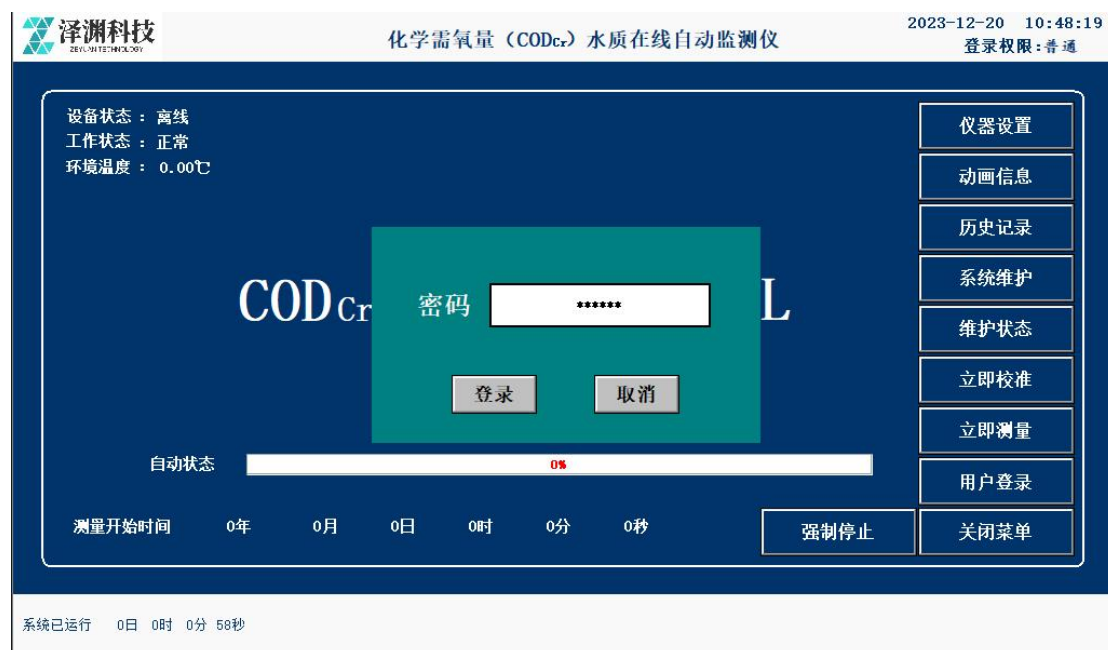 泽渊科技
ZEYUAN TECHNOLOGY
化学需氧量（CODcr）水质在线自动监测仪
2023-12-20 10:48:19
登录权限:普通
设备状态： 离线
工作状态： 正常
环境温度： 0.00℃
仪器设置
动画信息
历史记录
系统维护
维护状态
立即校准
立即测量
用户登录
关闭菜单
CODCr
L
密码 ******
登录 取消
自动状态 0%
测量开始时间 0年 0月 0日 0时 0分 0秒
强制停止
系统已运行 0日 0时 0分 58秒